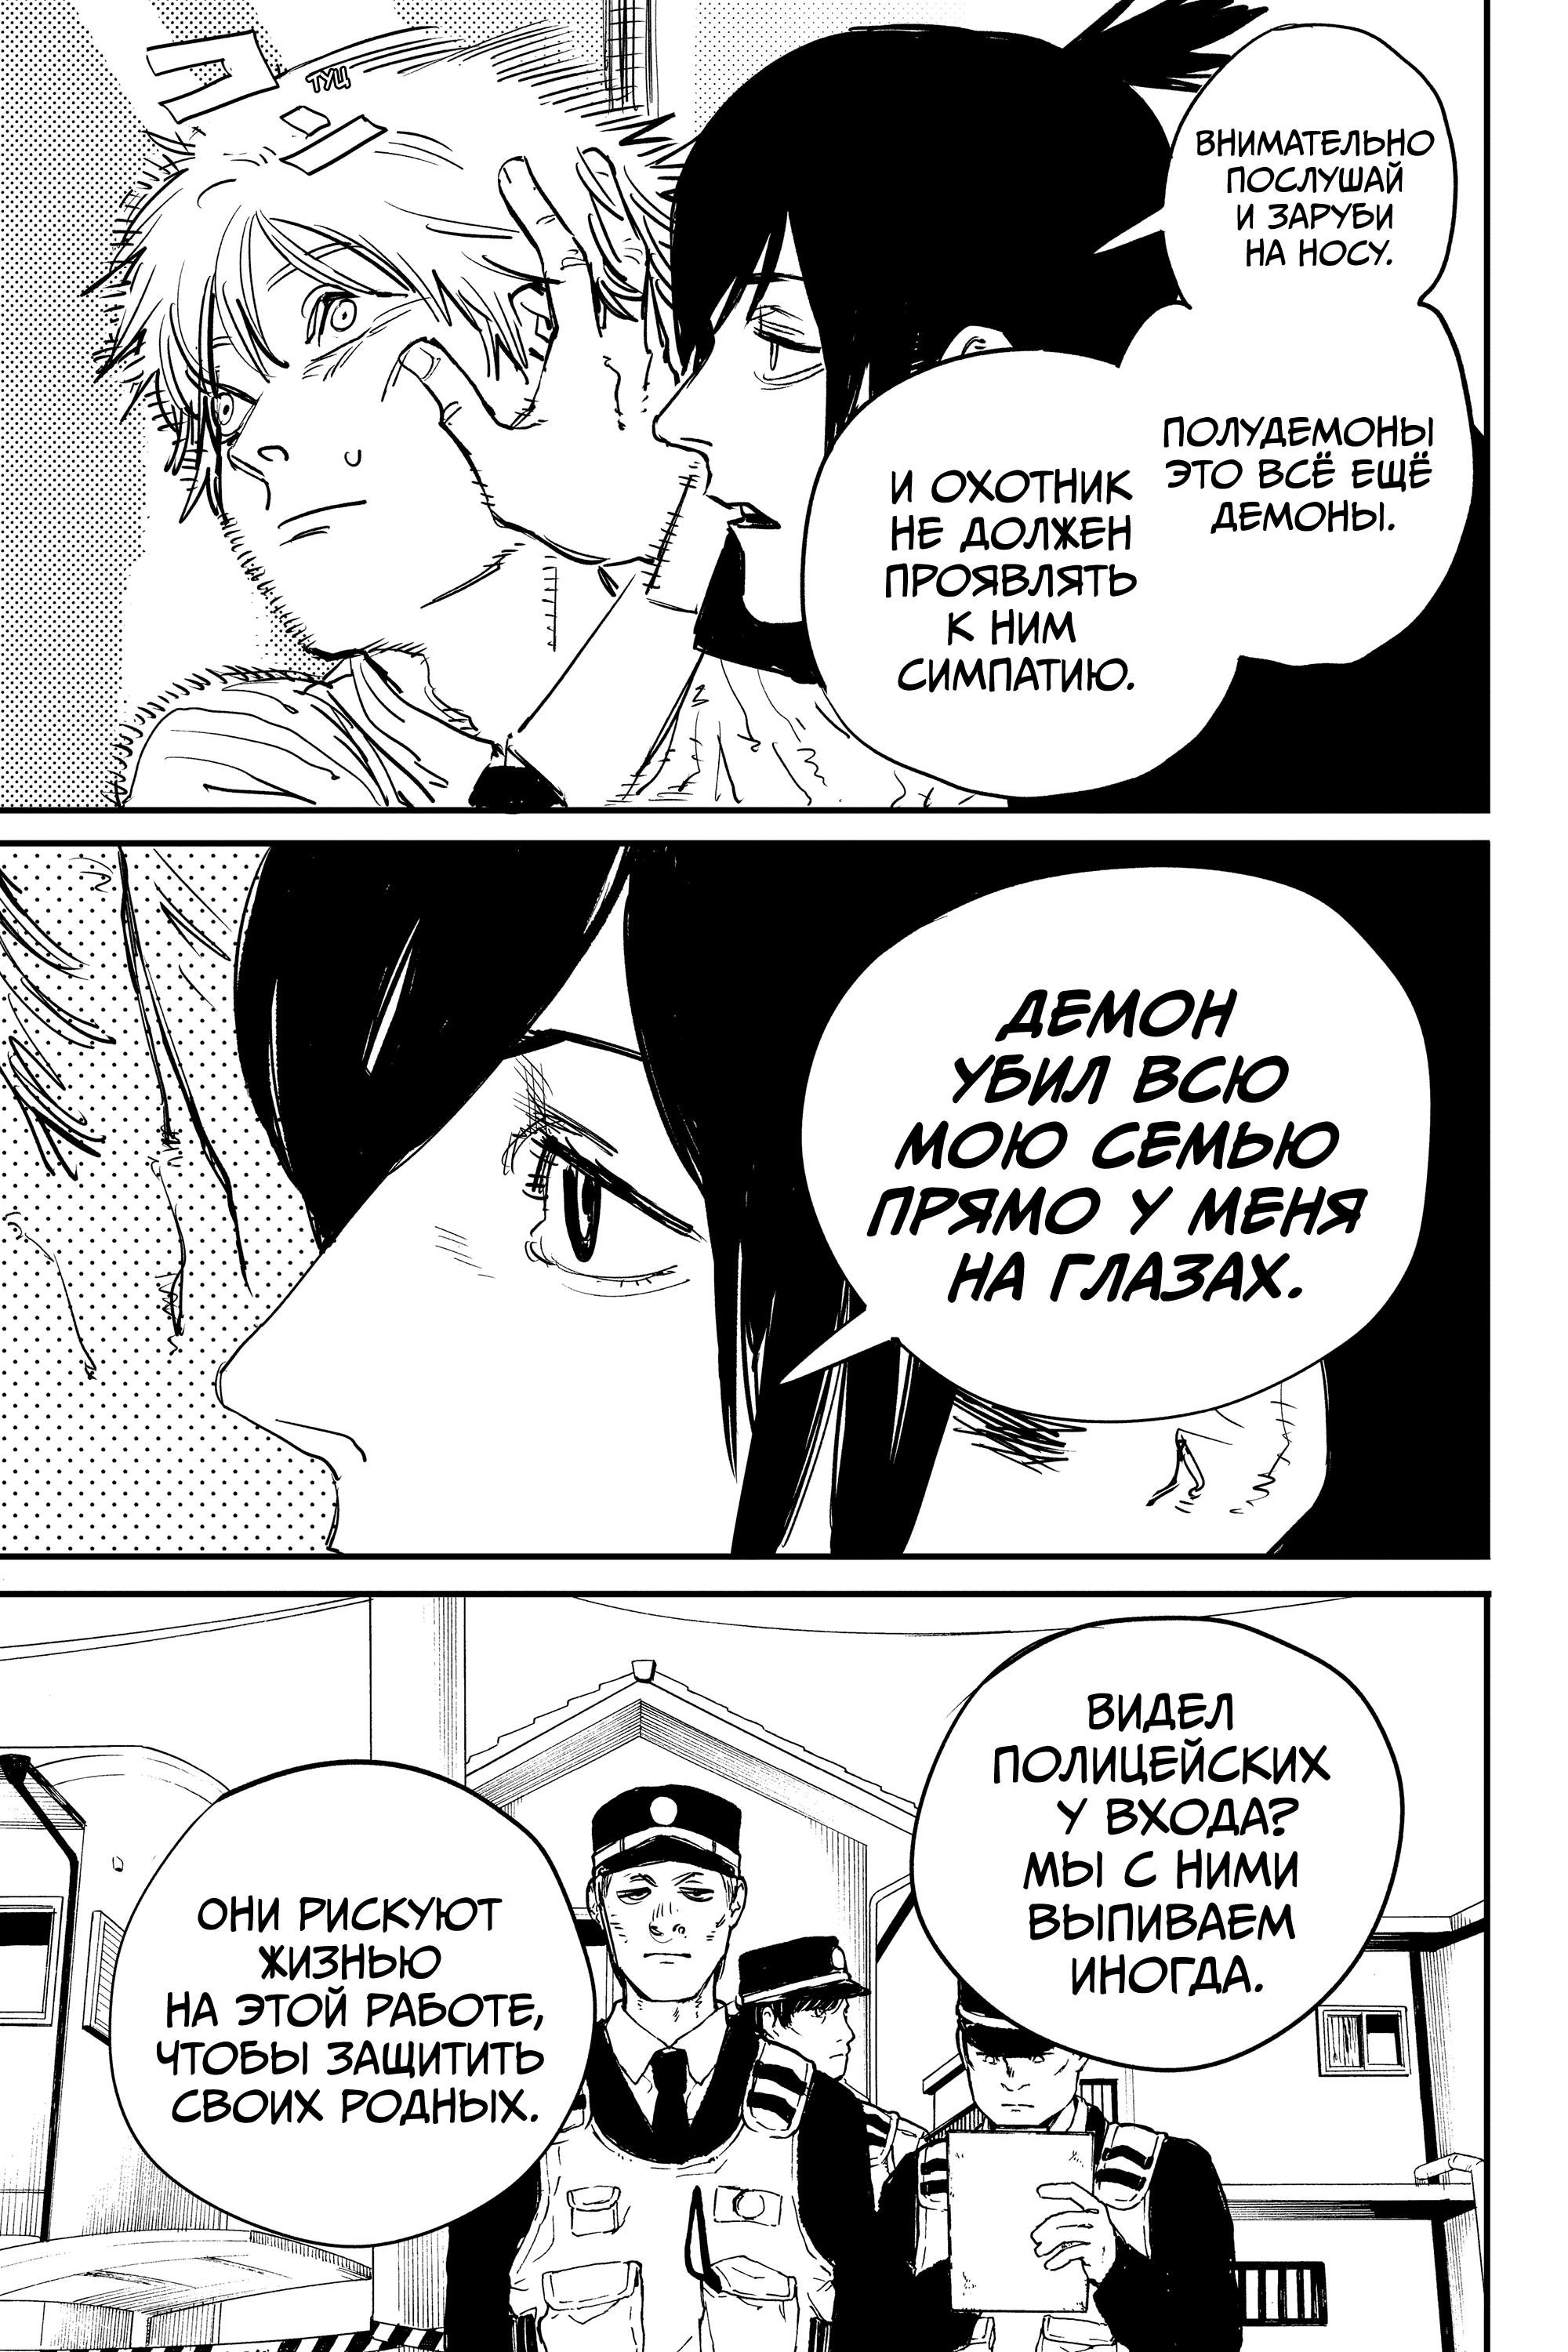 ВНИМАТЕЛЬНО
ПОСЛУШАЙ
И ЗАРУБИ
НА НОСУ.
ПОЛУДЕМОНЫ
ЭТО ВСЁ ЕЩЁ
ДЕМОНЫ.
И ОХОТНИК
НЕ ДОЛЖЕН
ПРОЯВЛЯТЬ
К НИМ
СИМПАТИЮ.
コン
ТУЦ
ДЕМОН
УБИЛ ВСЮ
МОЮ СЕМЬЮ
ПРЯМО У МЕНЯ
НА ГЛАЗАХ.
ВИДЕЛ
ПОЛИЦЕЙСКИХ
У ВХОДА?
МЫ С НИМИ
ВЫПИВАЕМ
ИНОГДА.
ОНИ РИСКУЮТ
ЖИЗНЬЮ
НА ЭТОЙ РАБОТЕ,
ЧТОБЫ ЗАЩИТИТЬ
СВОИХ РОДНЫХ.